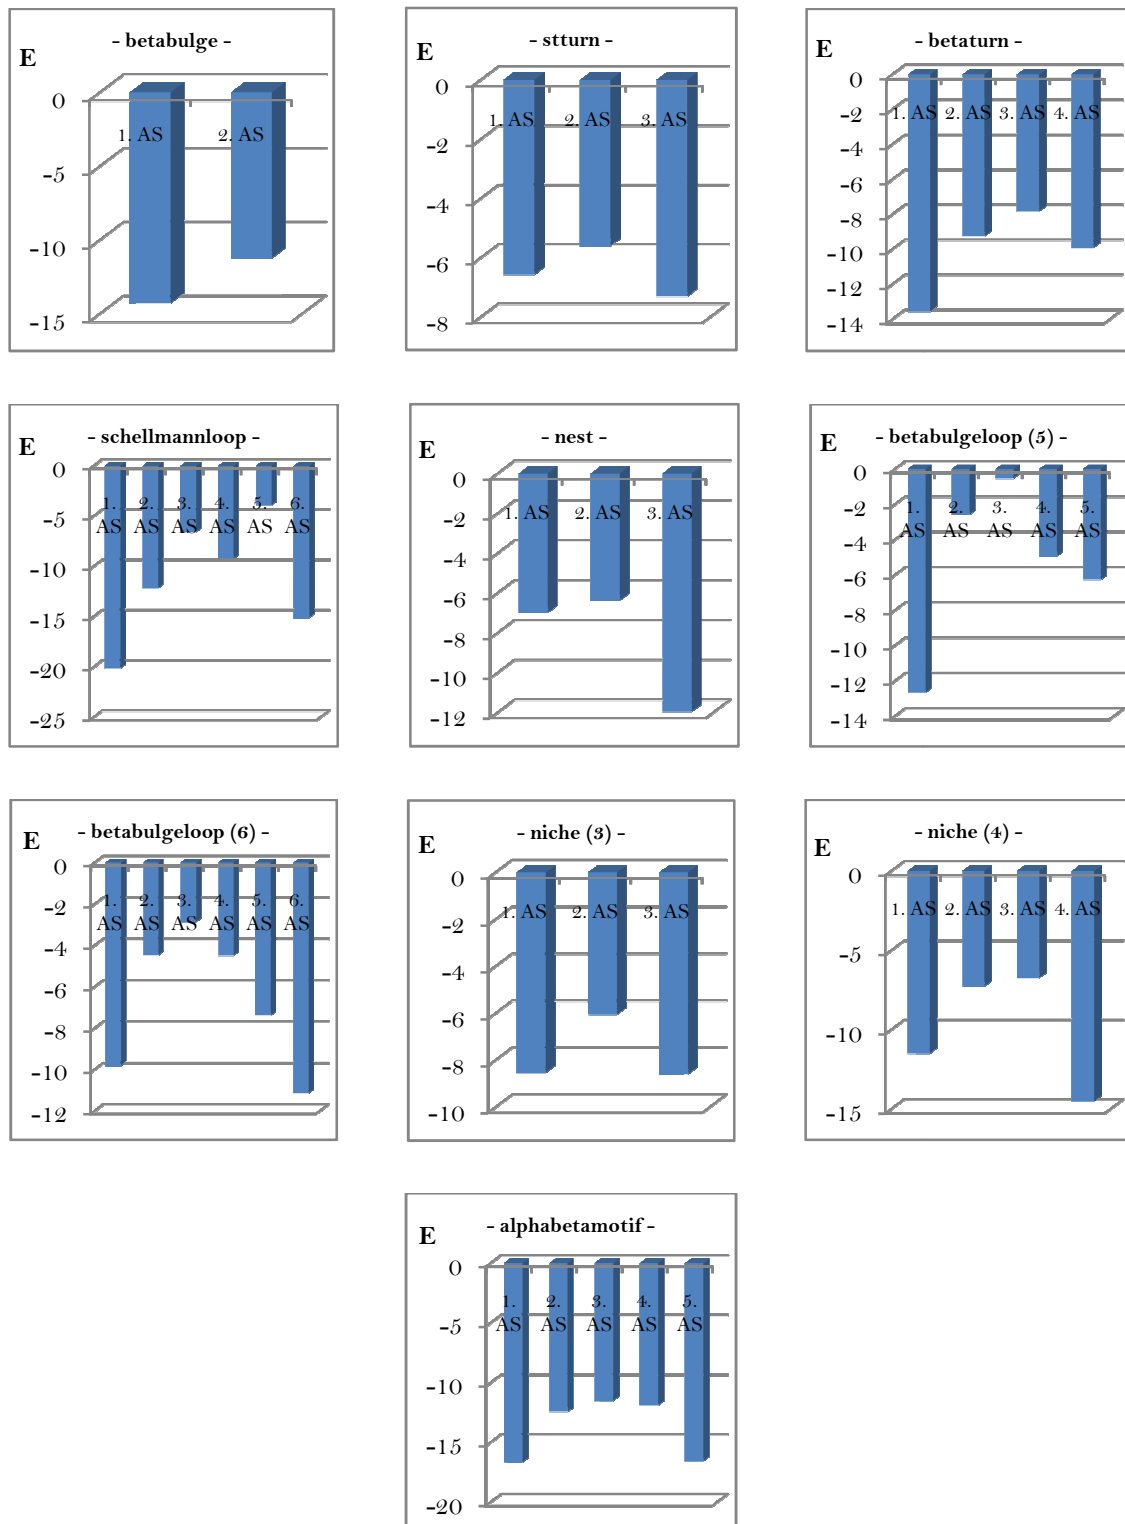 - betabulge -
E
0
-5
-10
-15
1. AS
2. AS
- stturn -
E
0
-2
-4
-6
-8
1. AS
2. AS
3. AS
- betaturn -
E
0
-2
-4
-6
-8
-10
-12
-14
1. AS
2. AS
3. AS
4. AS
- schellmannloop -
E
0
-5
-10
-15
-20
-25
1. 2. 3. 4. 5. 6.
AS AS AS AS AS AS
- nest -
E
0
-2
-4
-6
-8
-10
-12
1. AS
2. AS
3. AS
- betabulgeloop (5) -
E
0
-2
-4
-6
-8
-10
-12
-14
1. 2. 3. 4. 5.
AS AS AS AS AS
- betabulgeloop (6) -
E
0
-2
-4
-6
-8
-10
-12
1. 2. 3. 4. 5. 6.
AS AS AS AS AS AS
- niche (3) -
E
0
-2
-4
-6
-8
-10
1. AS
2. AS
3. AS
- niche (4) -
E
0
-5
-10
-15
1. AS
2. AS
3. AS
4. AS
- alphabetamotif -
E
0
-5
-10
-15
-20
1. 2. 3. 4. 5.
AS AS AS AS AS